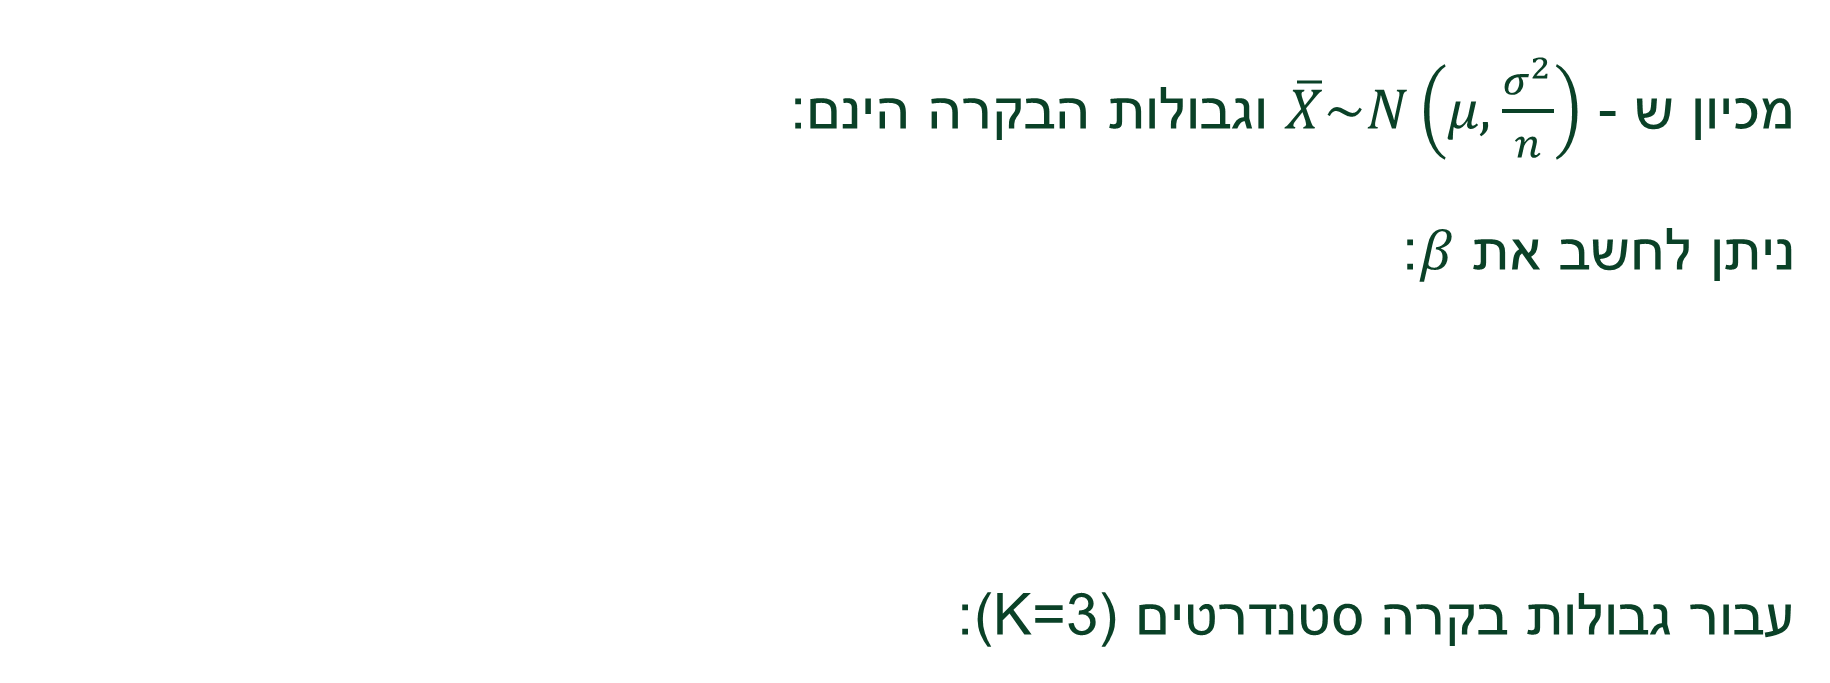 מכיון ש - X̄~N(μ, σ²/n) וגבולות הבקרה הינם:
ניתן לחשב את β:
עבור גבולות בקרה סטנדרטים (K=3):